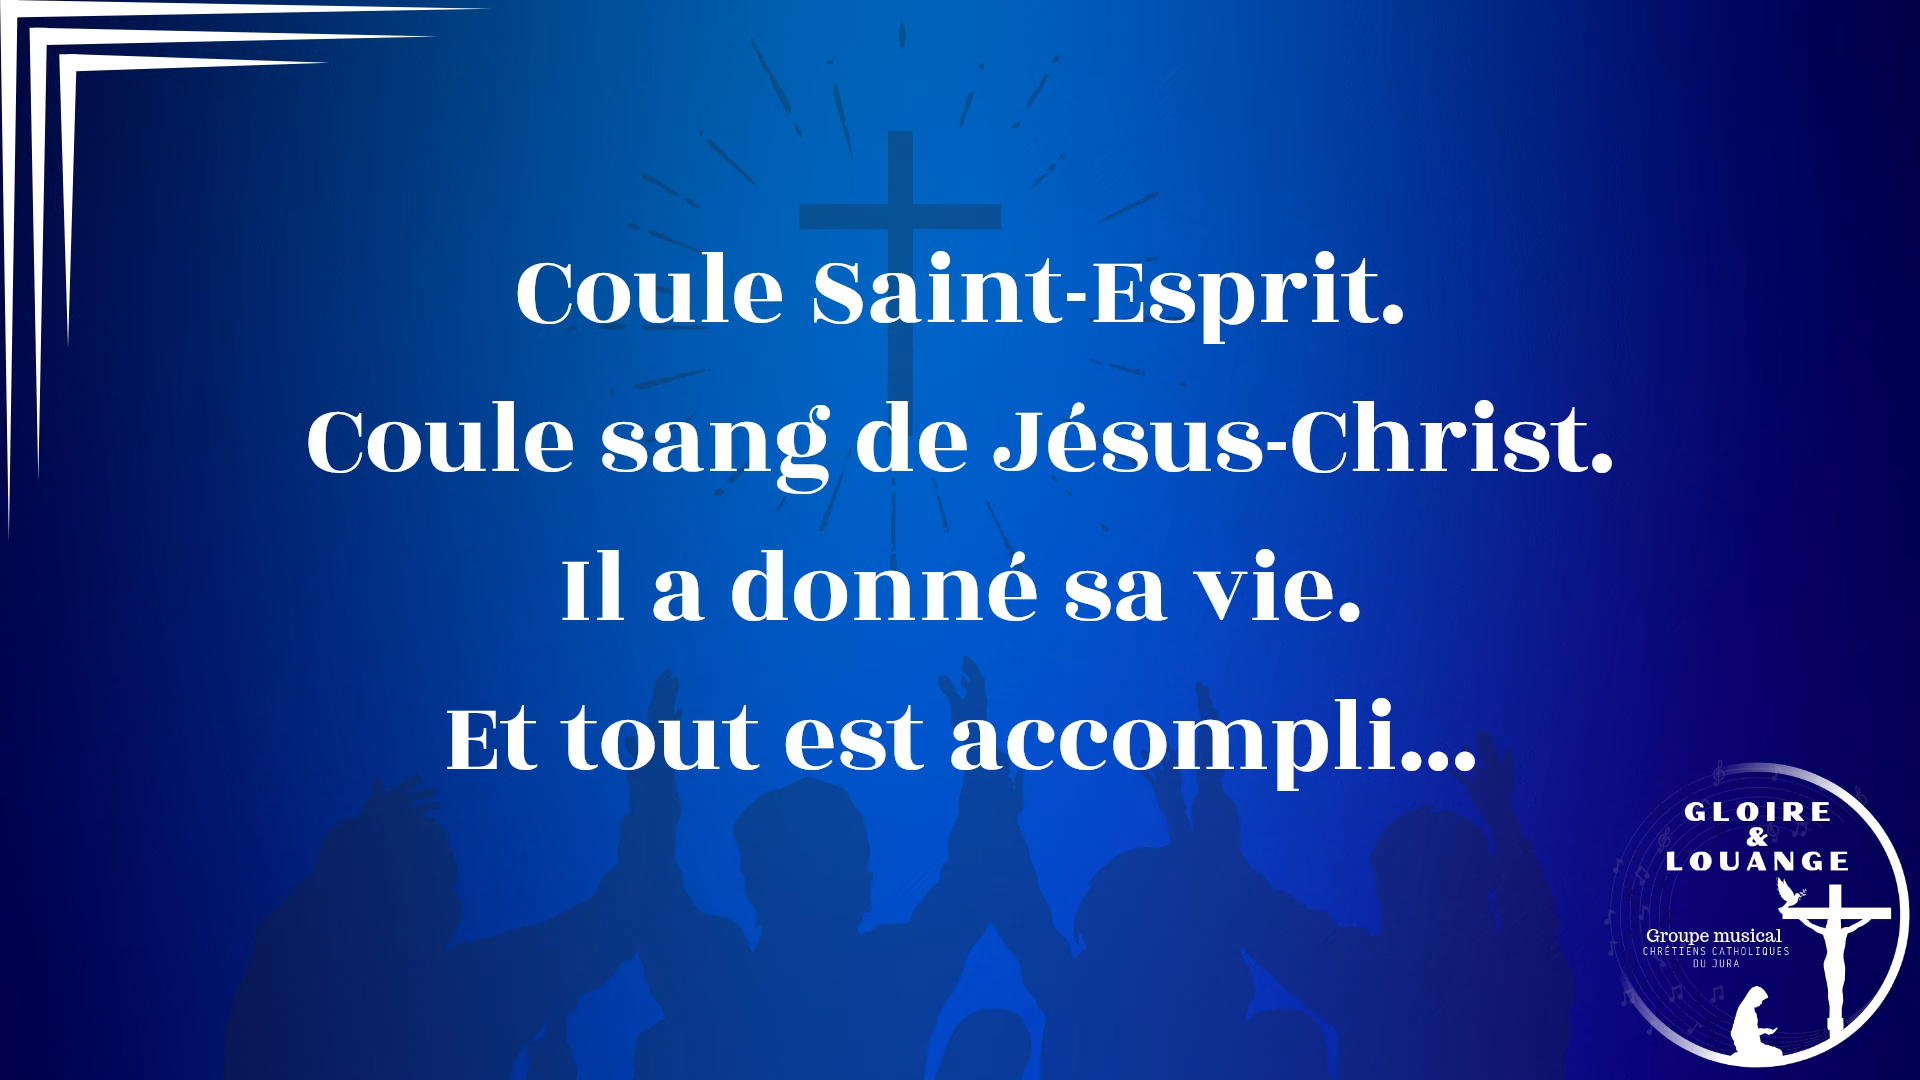 Coule Saint-Esprit.
Coule sang de Jésus-Christ.
Il a donné sa vie.
Et tout est accompli...
GLOIRE
&
LOUANGE
Groupe musical
CHRÉTIENS CATHOLIQUES
DU JURA